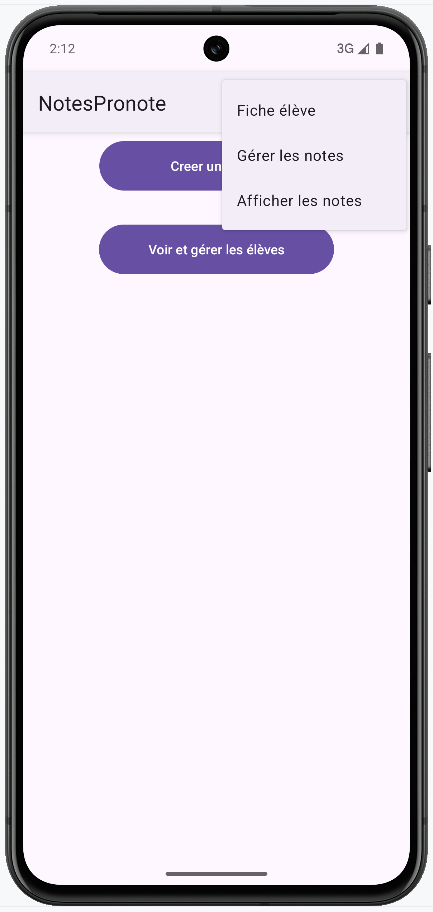 2:12
3G
NotesPronote
Fiche élève
Gérer les notes
Afficher les notes
Creer un
Voir et gérer les élèves